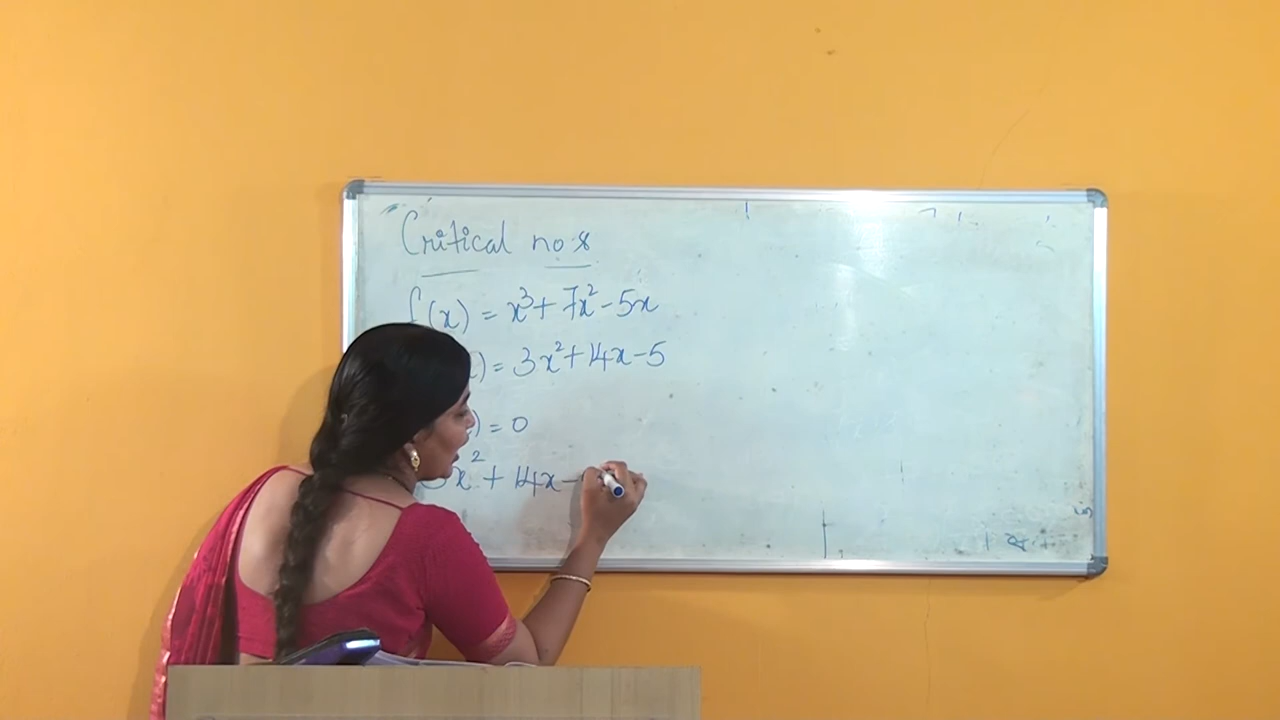 Critical no.s
f(x) = x³ + 7x² - 5x
) = 3x² + 14x - 5
) = 0
x² + 14x -